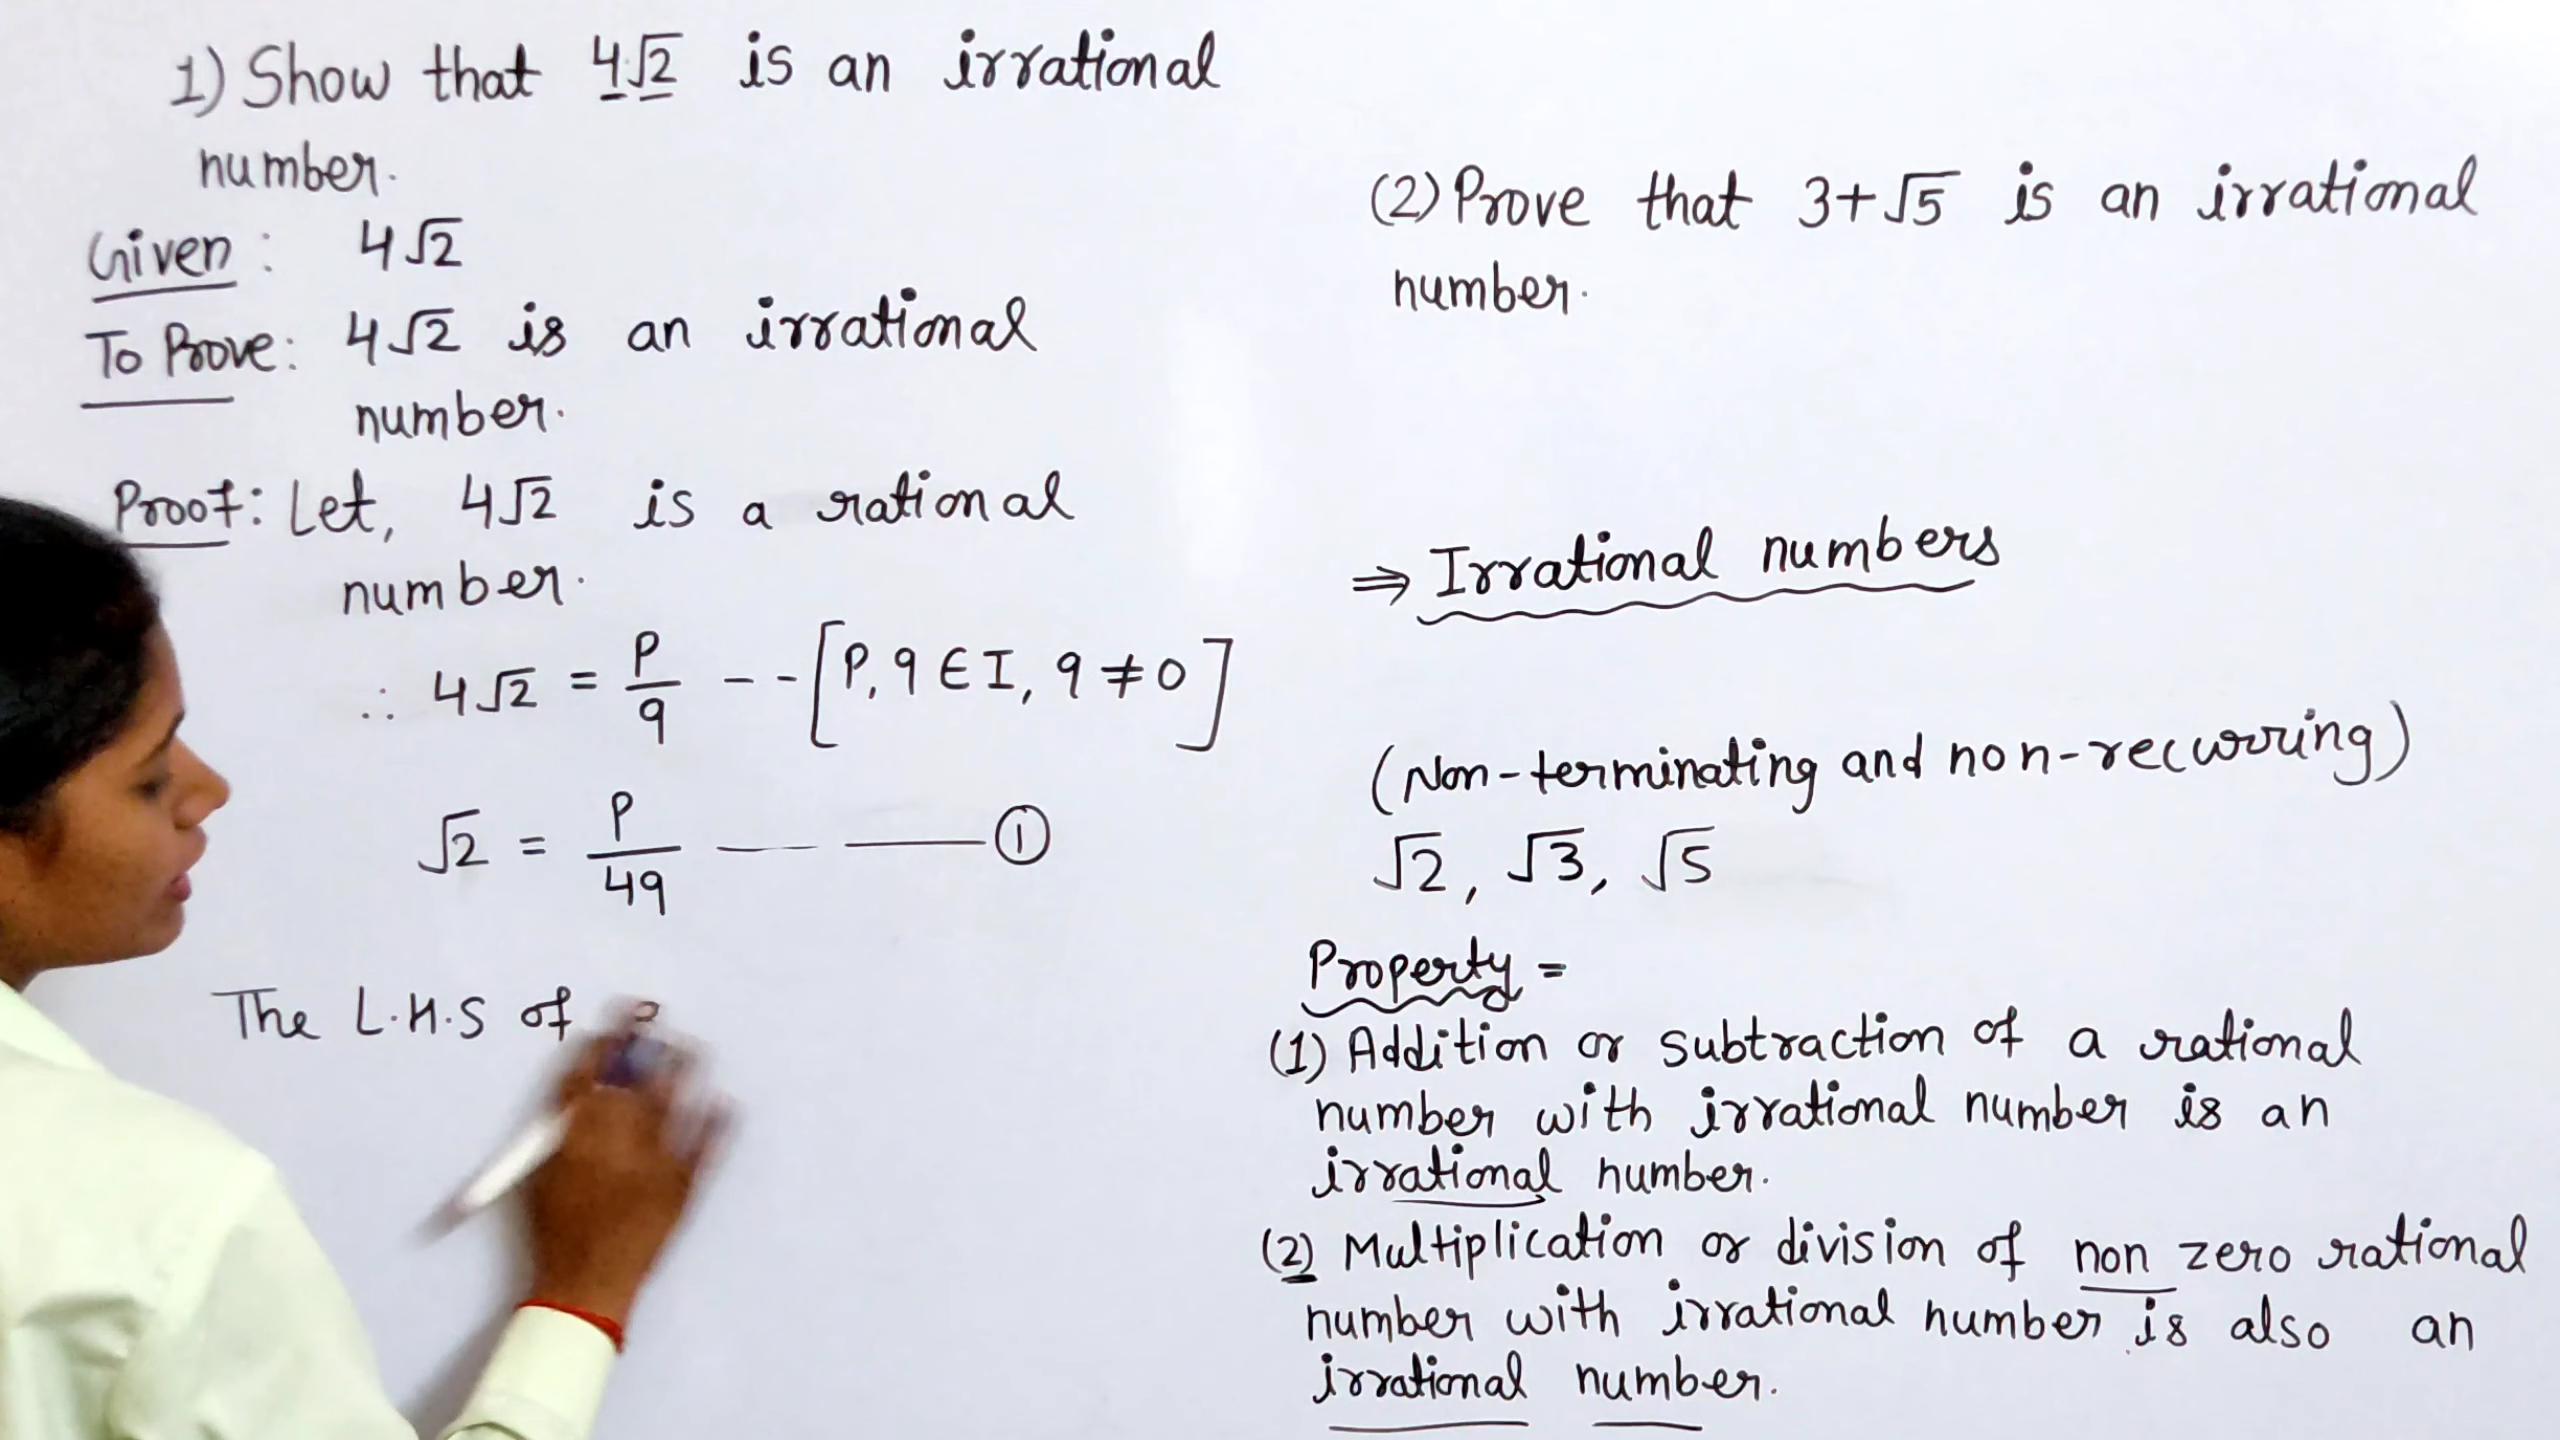 1) Show that 4√2 is an irrational
number.
Given: 4√2
To Prove: 4√2 is an irrational
number.
Proof: Let, 4√2 is a rational
number.
∴ 4√2 = p/q --[p, q ∈ I, q ≠ 0]
√2 = p/4q —— ——①
The L.H.S of
(2) Prove that 3+√5 is an irrational
number.
⇒ Irrational numbers
(Non-terminating and non-recurring)
√2, √3, √5
Property =
(1) Addition or subtraction of a rational
number with irrational number is an
irrational number.
(2) Multiplication or division of non zero rational
number with irrational number is also an
irrational number.